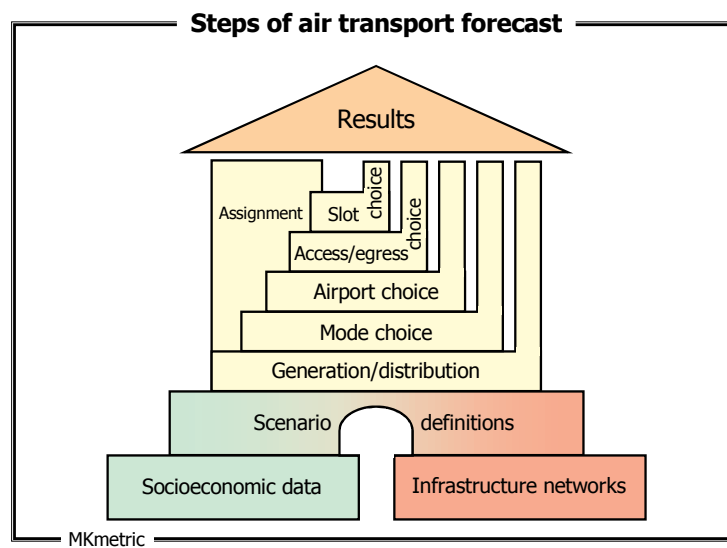 Steps of air transport forecast
Results
Assignment
Slot choice
Access/egress choice
Airport choice
Mode choice
Generation/distribution
Scenario definitions
Socioeconomic data
Infrastructure networks
MKmetric